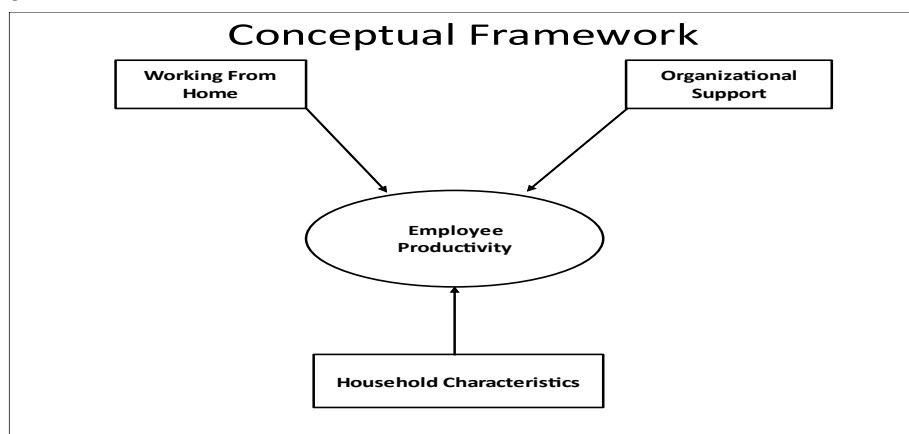 Conceptual Framework
Working From
Home
Organizational
Support
Employee
Productivity
Household Characteristics